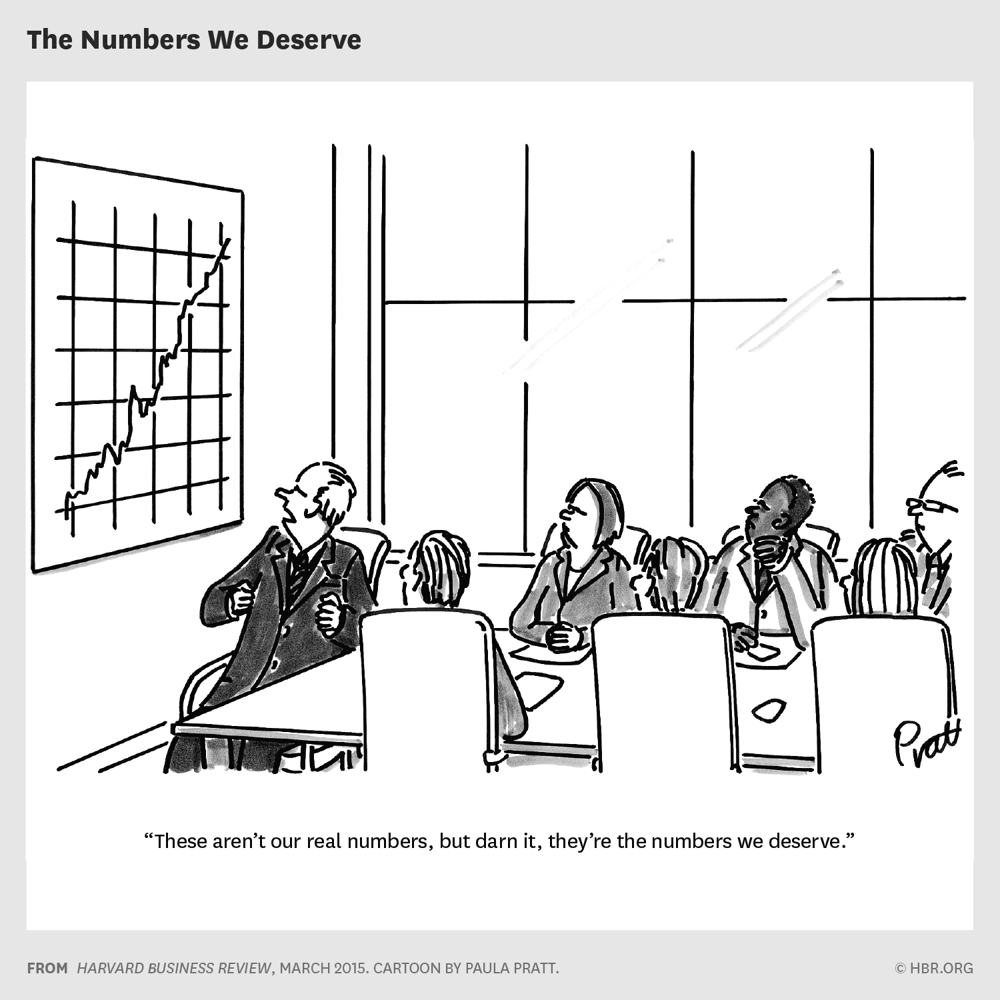 The Numbers We Deserve
Pratt
“These aren’t our real numbers, but darn it, they’re the numbers we deserve.”
FROM HARVARD BUSINESS REVIEW, MARCH 2015. CARTOON BY PAULA PRATT.
© HBR.ORG